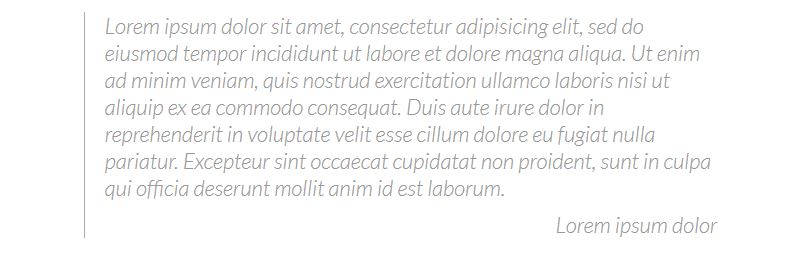 Lorem ipsum dolor sit amet, consectetur adipisicing elit, sed do
eiusmod tempor incididunt ut labore et dolore magna aliqua. Ut enim
ad minim veniam, quis nostrud exercitation ullamco laboris nisi ut
aliquip ex ea commodo consequat. Duis aute irure dolor in
reprehenderit in voluptate velit esse cillum dolore eu fugiat nulla
pariatur. Excepteur sint occaecat cupidatat non proident, sunt in culpa
qui officia deserunt mollit anim id est laborum.
Lorem ipsum dolor